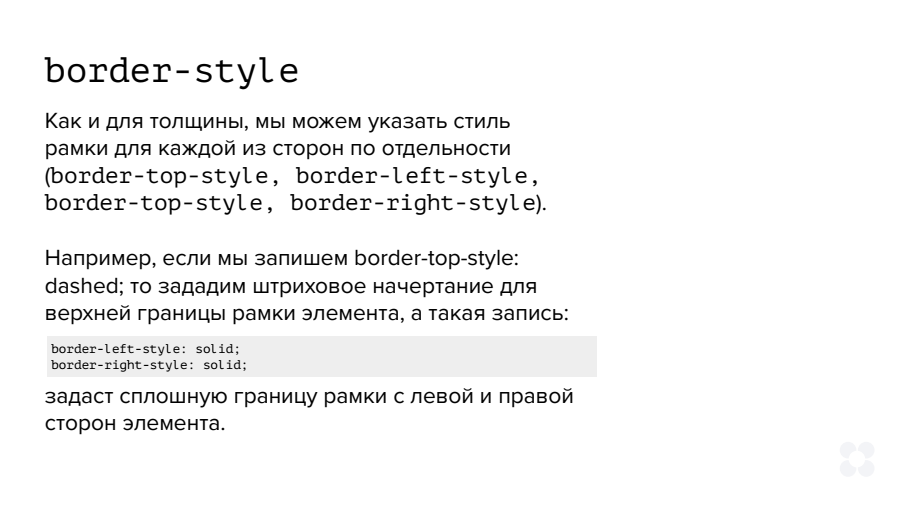 border-style
Как и для толщины, мы можем указать стиль
рамки для каждой из сторон по отдельности
(border-top-style, border-left-style,
border-top-style, border-right-style).
Например, если мы запишем border-top-style:
dashed; то зададим штриховое начертание для
верхней границы рамки элемента, а такая запись:
border-left-style: solid;
border-right-style: solid;
задаст сплошную границу рамки с левой и правой
сторон элемента.